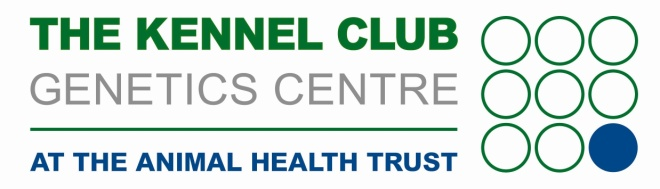 THE KENNEL CLUB
GENETICS CENTRE
AT THE ANIMAL HEALTH TRUST